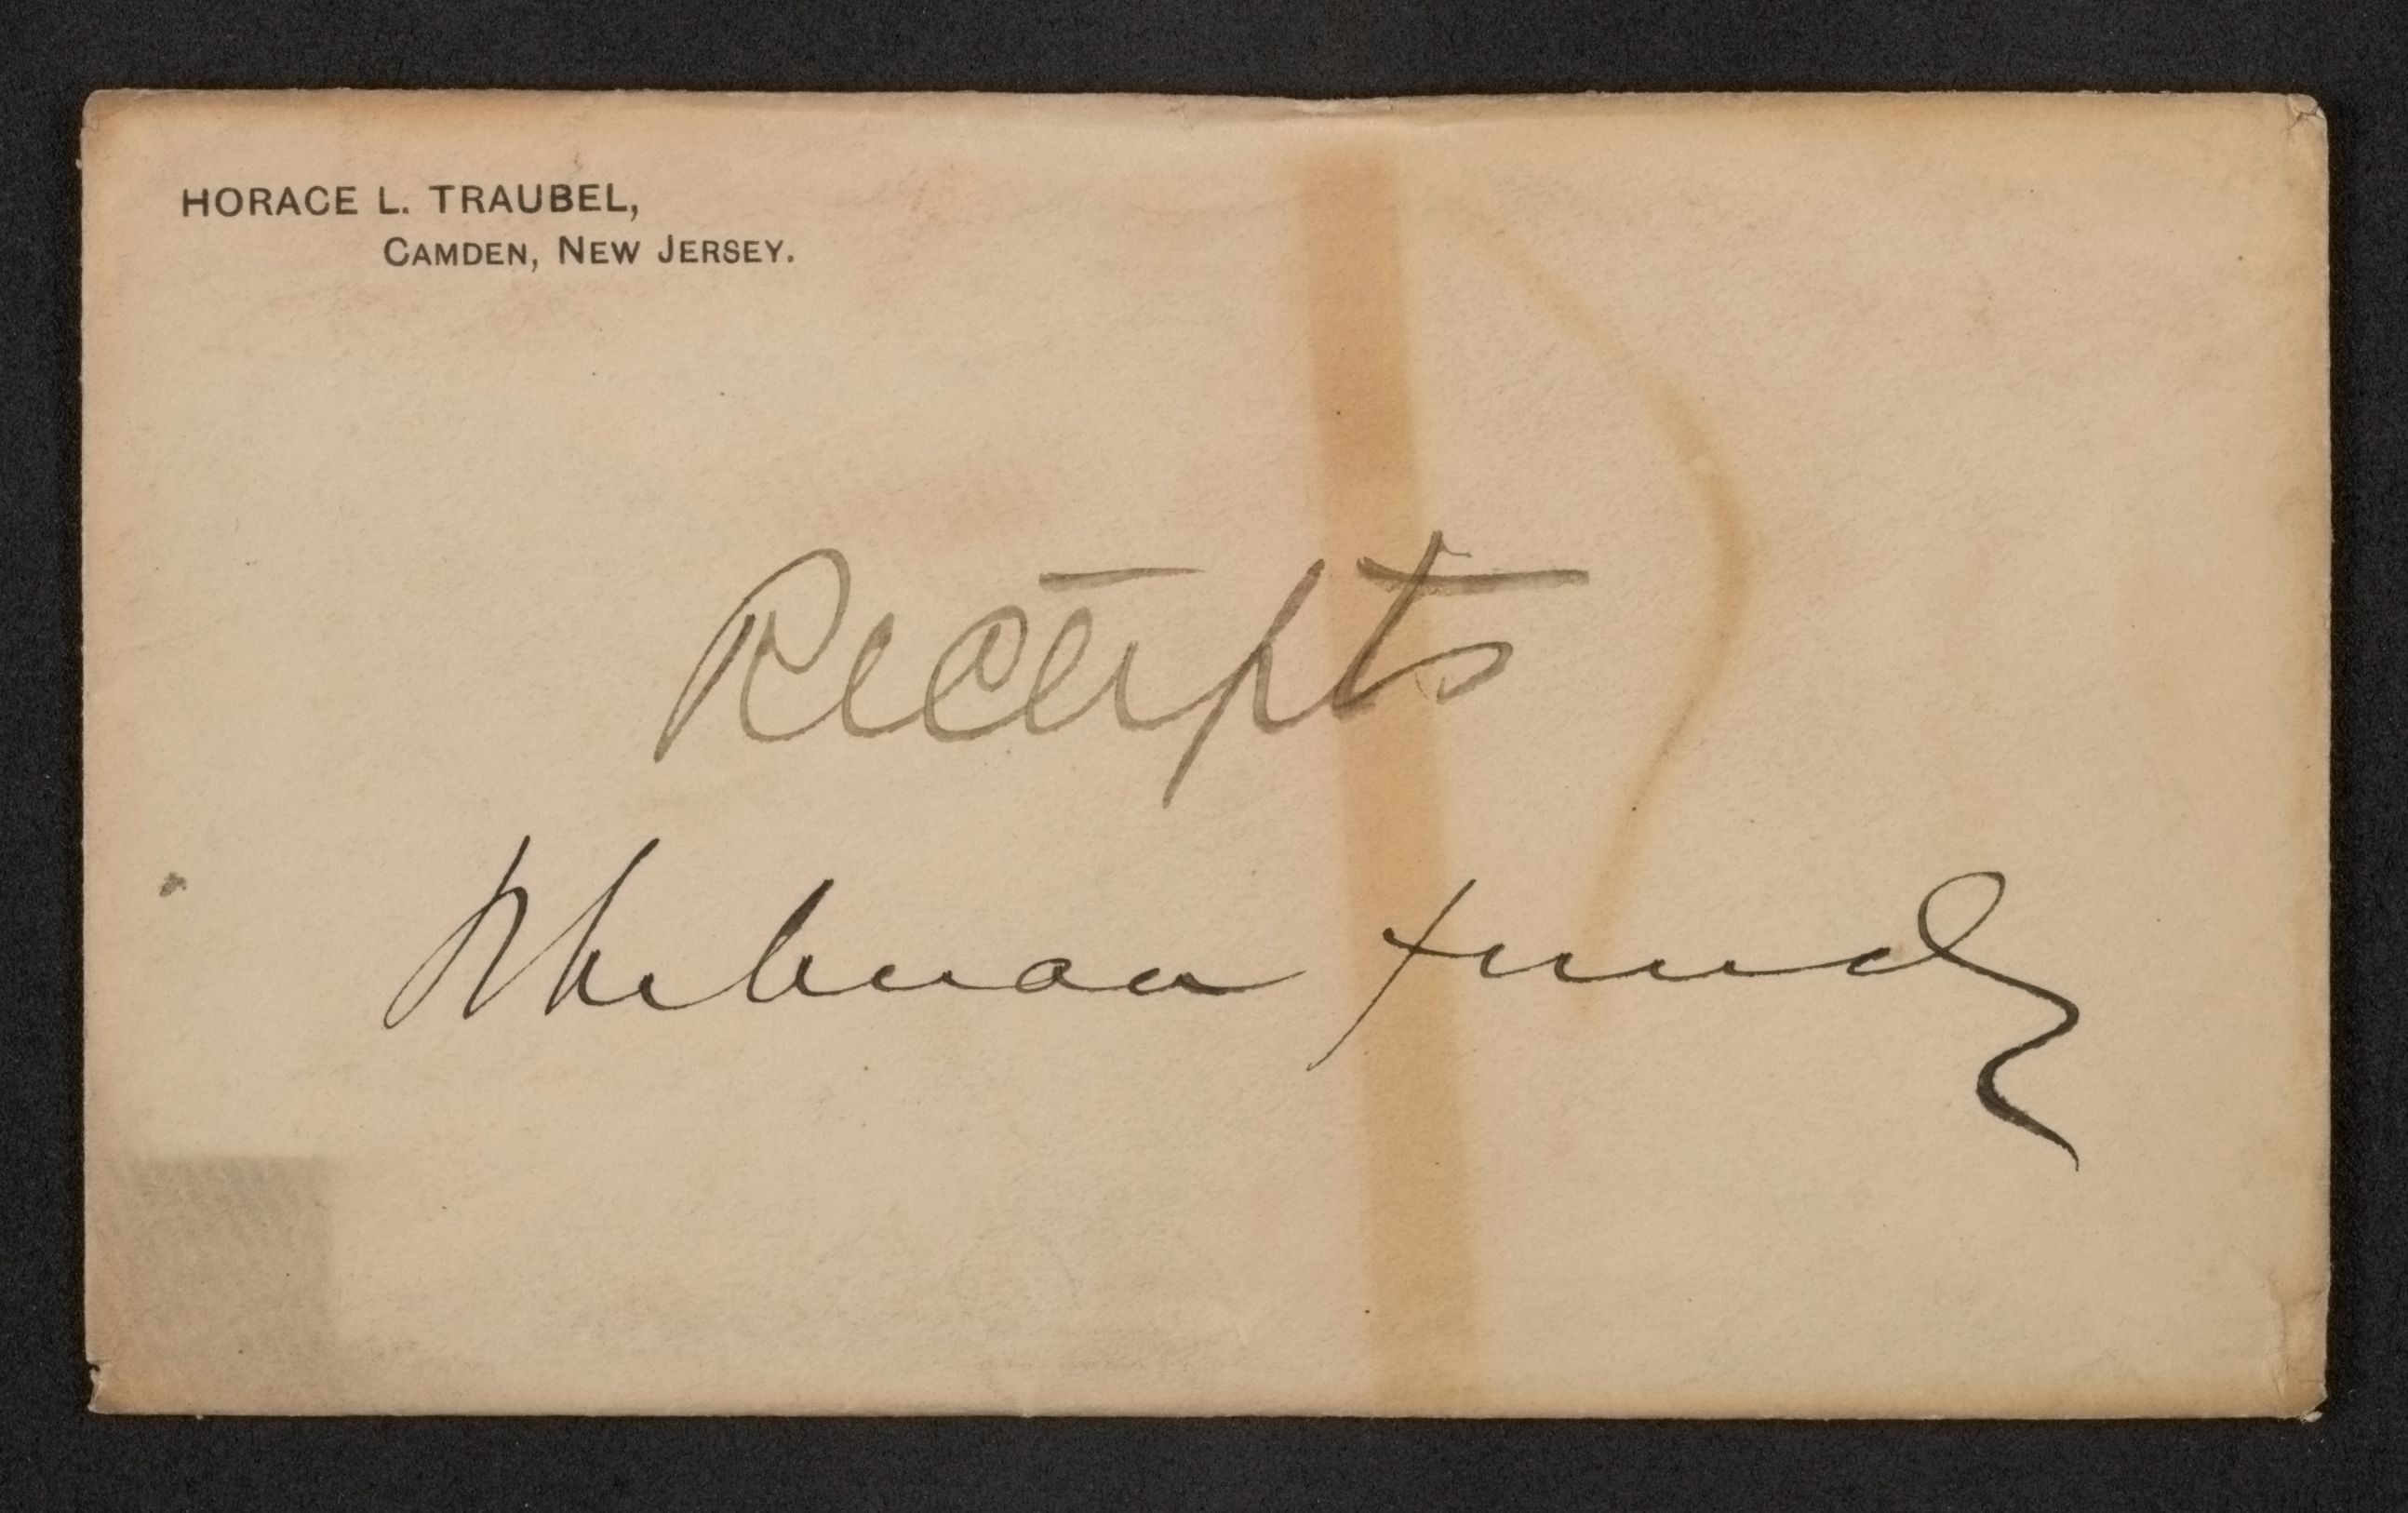 HORACE L. TRAUBEL,
CAMDEN, NEW JERSEY.
Receipts
Whitman Fund